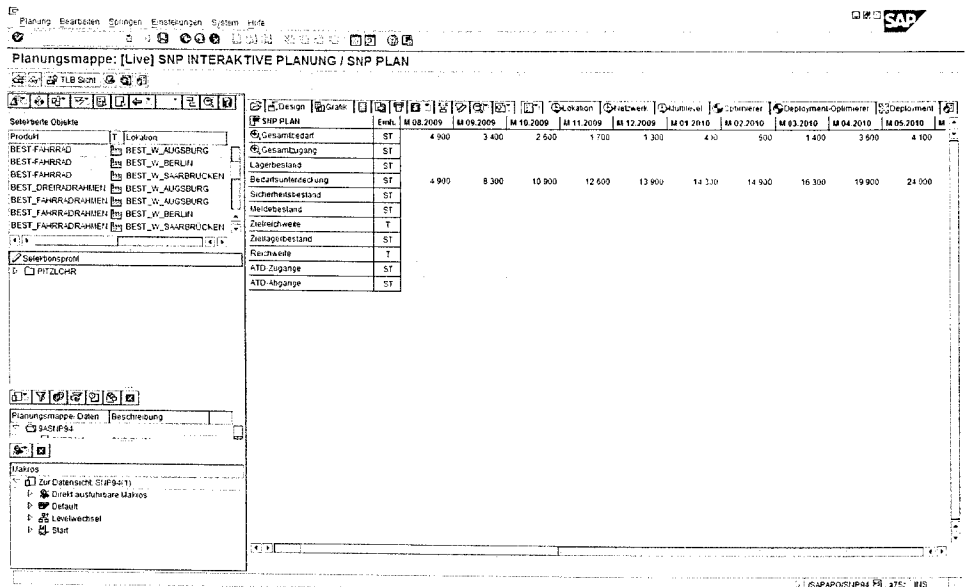 Planung Bearbeiten Springen Einstellungen System Hilfe
SAP
Planungsmappe: [Live] SNP INTERAKTIVE PLANUNG / SNP PLAN
TLB Sicht
Design Grafik Lokation Netzwerk Multilevel Optimierer Deployment-Optimierer Deployment
Selektierte Objekte
Produkt T Lokation
BEST-FAHRRAD BEST_W_AUGSBURG
BEST-FAHRRAD BEST_W_BERLIN
BEST-FAHRRAD BEST_W_SAARBRÜCKEN
BEST_DREIRADRAHMEN BEST_W_AUGSBURG
BEST_FAHRRADRAHMEN BEST_W_AUGSBURG
BEST_FAHRRADRAHMEN BEST_W_BERLIN
BEST_FAHRRADRAHMEN BEST_W_SAARBRÜCKEN
Selektionsprofil
PITZLCHR
Planungsmappe-Daten Beschreibung
9ASNP94
Makros
Zur Datensicht: SNP94(1)
Direkt ausführbare Makros
Default
Levelwechsel
Start
SNP PLAN Einh. M 08.2009 M 09.2009 M 10.2009 M 11.2009 M 12.2009 M 01.2010 M 02.2010 M 03.2010 M 04.2010 M 05.2010 M
Gesamtbedarf ST 4 900 3 400 2 600 1 700 1 300 1 400 3 600 4 100
Gesamtzugang ST
Lagerbestand ST
Bedarfsunterdeckung ST 4 900 8 300 10 900 12 600 13 900 14 300 14 900 16 300 19 900 24 000
Sicherheitsbestand ST
Meldebestand ST
Zielreichweite T
Ziellagerbestand ST
Reichweite T
ATD-Zugänge ST
ATD-Abgänge ST
/SAPAPO/SNP94 INS